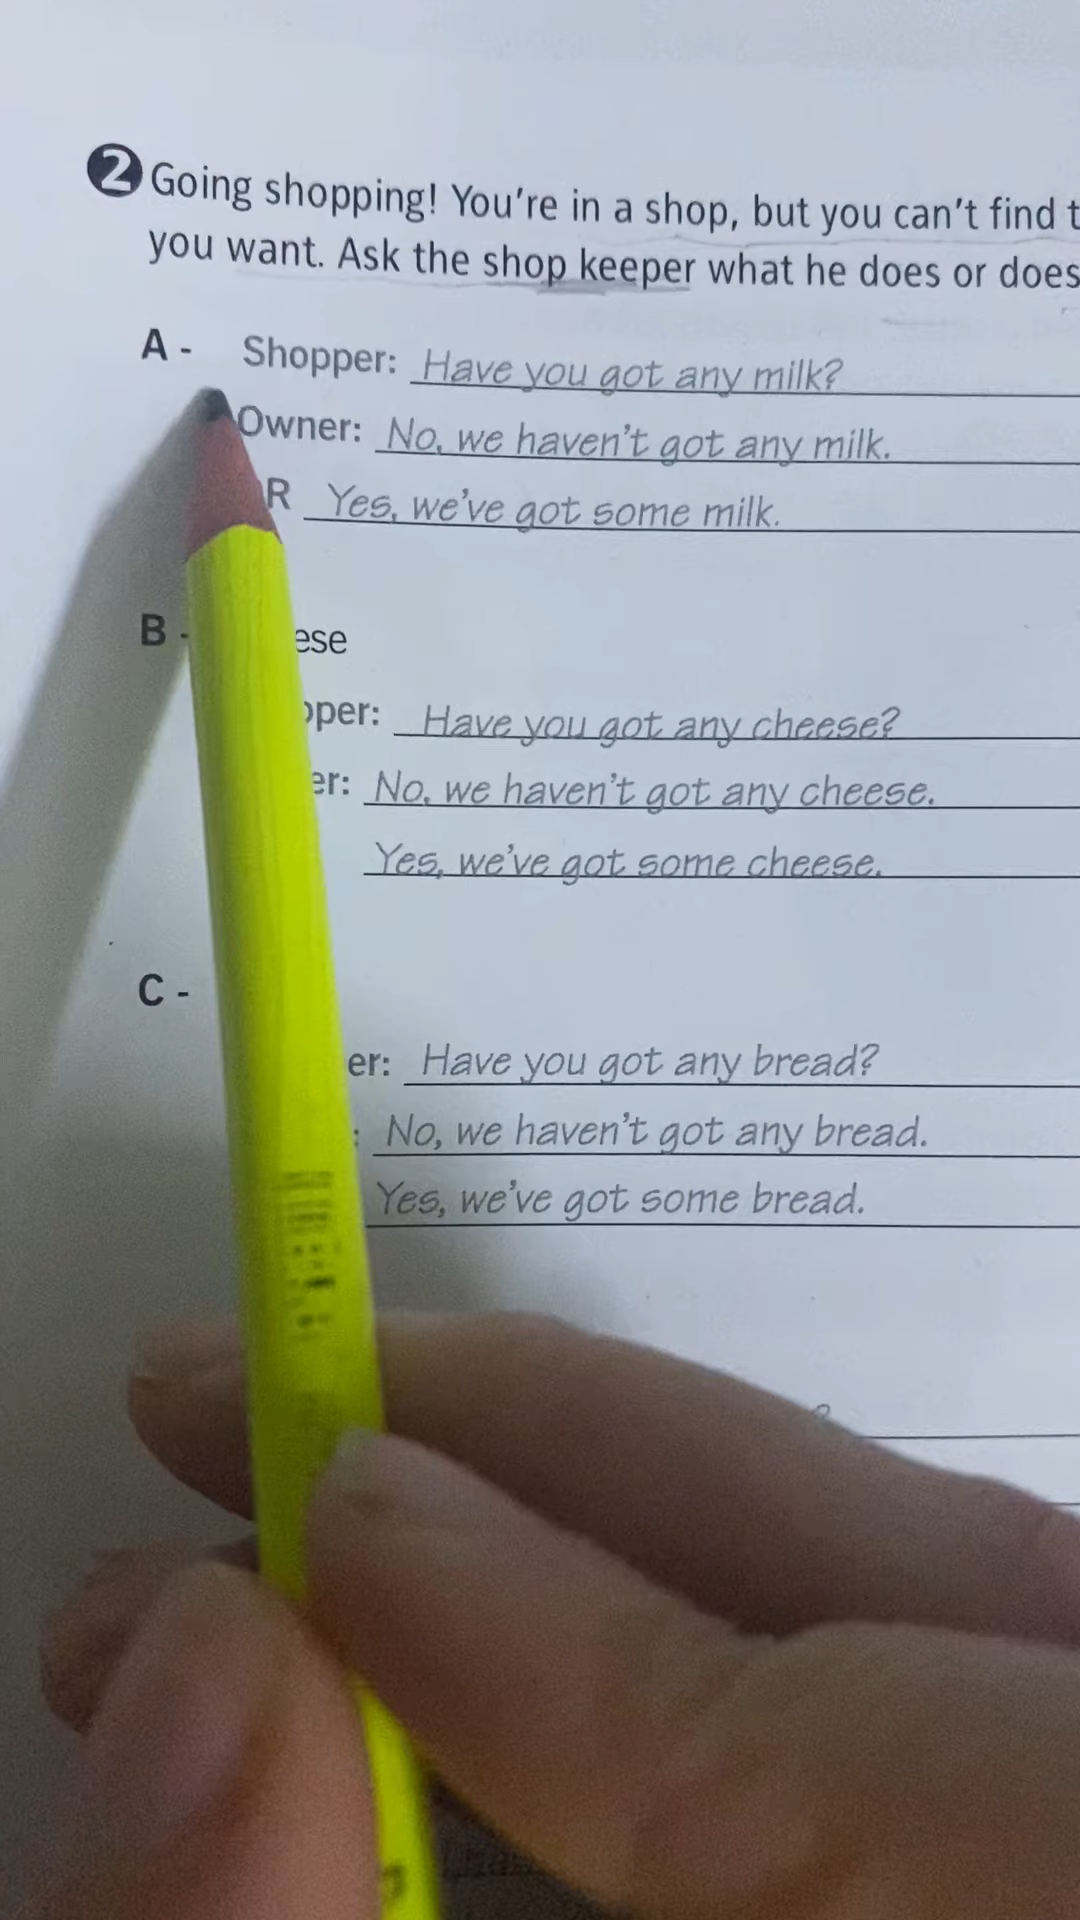 2 Going shopping! You're in a shop, but you can't find
you want. Ask the shop keeper what he does or does
A - Shopper: Have you got any milk?
Owner: No, we haven't got any milk.
R Yes, we've got some milk.
B - ese
pper: Have you got any cheese?
er: No, we haven't got any cheese.
Yes, we've got some cheese.
C -
er: Have you got any bread?
: No, we haven't got any bread.
Yes, we've got some bread.